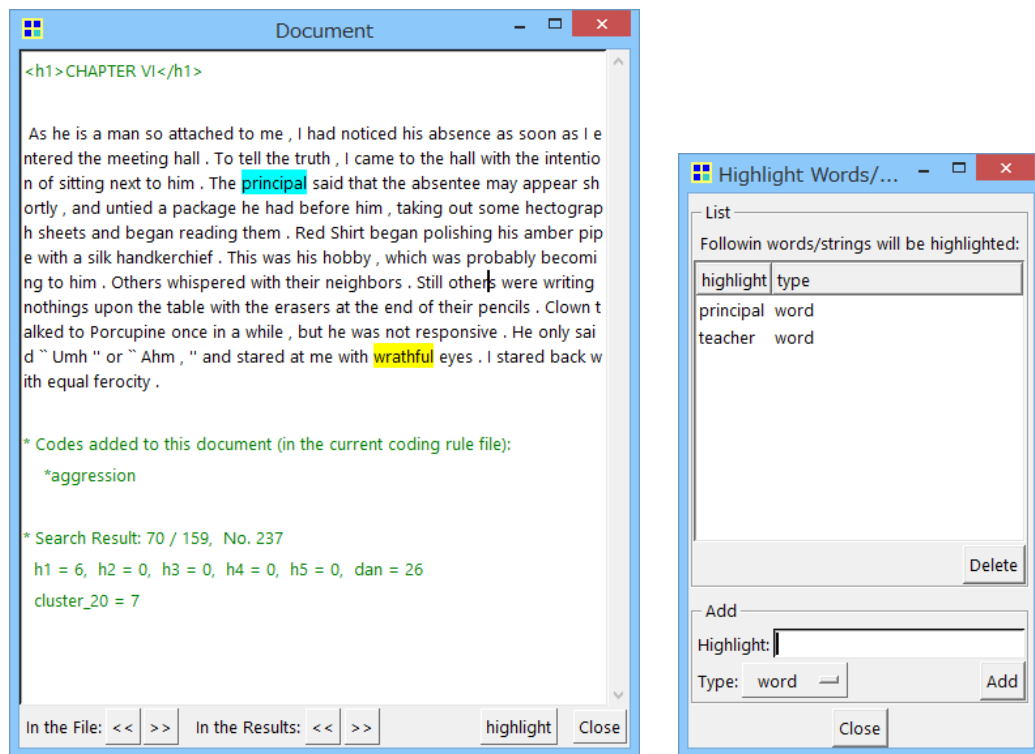 Document
<h1>CHAPTER VI</h1>
As he is a man so attached to me , I had noticed his absence as soon as I e
ntered the meeting hall . To tell the truth , I came to the hall with the intentio
n of sitting next to him . The principal said that the absentee may appear sh
ortly , and untied a package he had before him , taking out some hectograp
h sheets and began reading them . Red Shirt began polishing his amber pip
e with a silk handkerchief . This was his hobby , which was probably becomi
ng to him . Others whispered with their neighbors . Still others were writing
nothings upon the table with the erasers at the end of their pencils . Clown t
alked to Porcupine once in a while , but he was not responsive . He only sai
d `` Umh '' or `` Ahm , '' and stared at me with wrathful eyes . I stared back w
ith equal ferocity .
* Codes added to this document (in the current coding rule file):
*aggression
* Search Result: 70 / 159,  No. 237
h1 = 6,  h2 = 0,  h3 = 0,  h4 = 0,  h5 = 0,  dan = 26
cluster_20 = 7
In the File: << >> In the Results: << >> highlight Close
Highlight Words/...
List
Followin words/strings will be highlighted:
highlight type
principal word
teacher word
Delete
Add
Highlight:
Type: word Add
Close